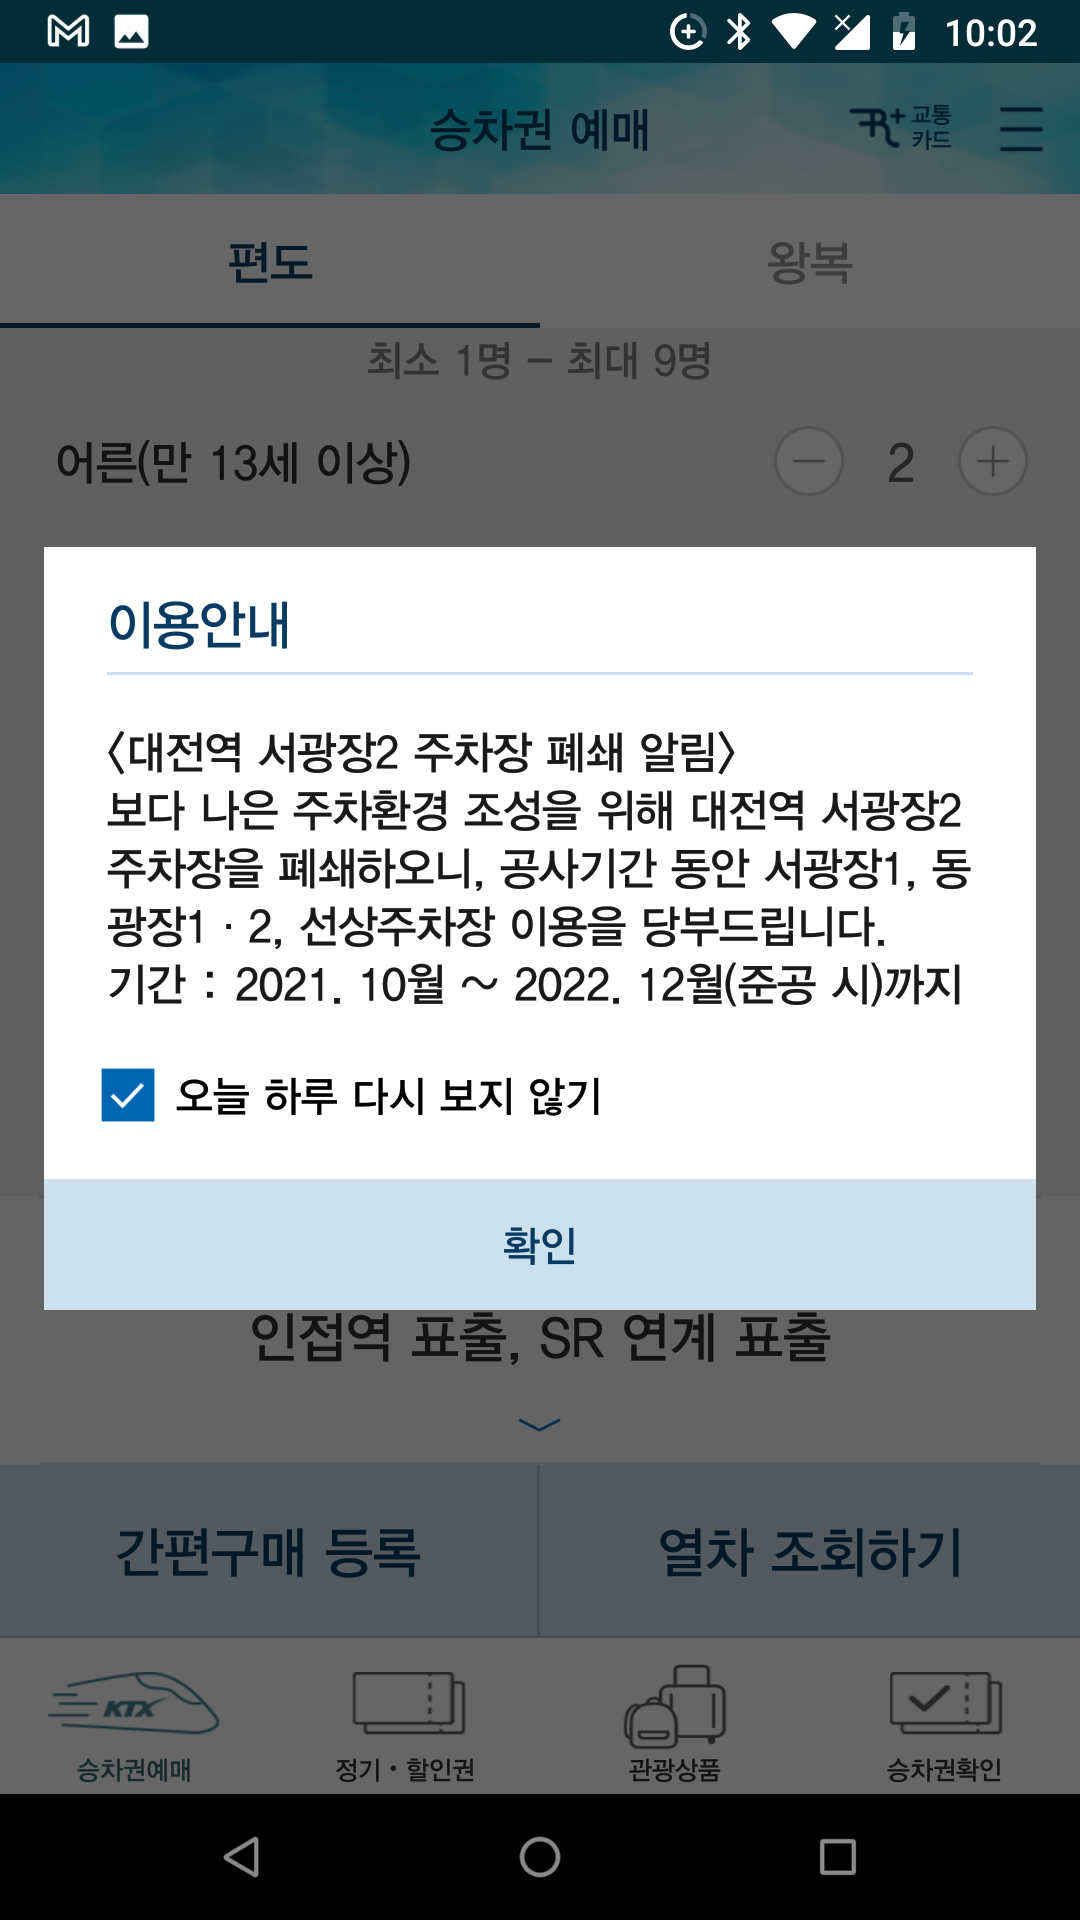 10:02
승차권 예매
교통
카드
편도
왕복
최소 1명 - 최대 9명
어른(만 13세 이상)
2
이용안내
<대전역 서광장2 주차장 폐쇄 알림>
보다 나은 주차환경 조성을 위해 대전역 서광장2
주차장을 폐쇄하오니, 공사기간 동안 서광장1, 동
광장1 · 2, 선상주차장 이용을 당부드립니다.
기간 : 2021. 10월 ~ 2022. 12월(준공 시)까지
오늘 하루 다시 보지 않기
확인
인접역 표출, SR 연계 표출
간편구매 등록
열차 조회하기
KTX
승차권예매
정기 · 할인권
관광상품
승차권확인